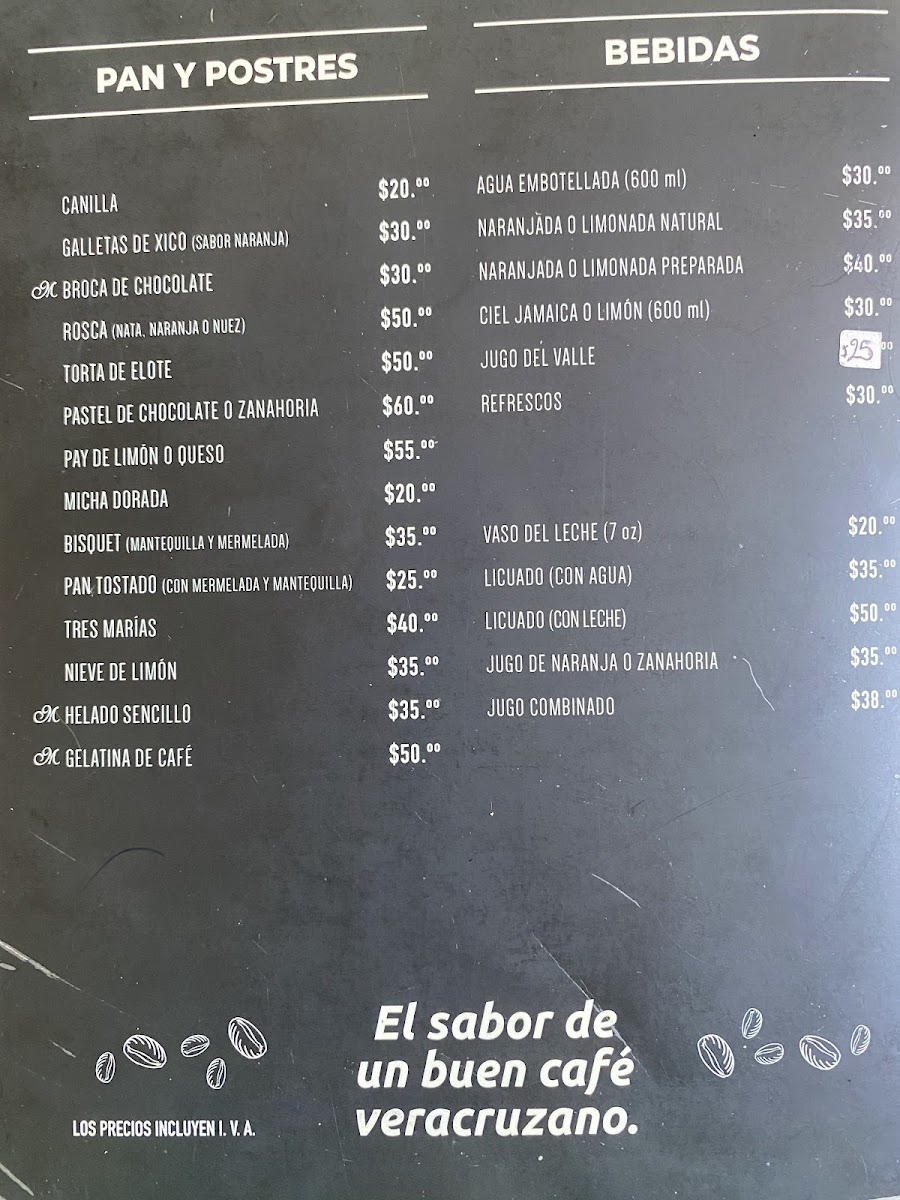 PAN Y POSTRES
CANILLA $20.00
GALLETAS DE XICO (SABOR NARANJA) $30.00
M BROCA DE CHOCOLATE $30.00
ROSCA (NATA, NARANJA O NUEZ) $50.00
TORTA DE ELOTE $50.00
PASTEL DE CHOCOLATE O ZANAHORIA $60.00
PAY DE LIMÓN O QUESO $55.00
MICHA DORADA $20.00
BISQUET (MANTEQUILLA Y MERMELADA) $35.00
PAN TOSTADO (CON MERMELADA Y MANTEQUILLA) $25.00
TRES MARÍAS $40.00
NIEVE DE LIMÓN $35.00
M HELADO SENCILLO $35.00
M GELATINA DE CAFÉ $50.00
BEBIDAS
AGUA EMBOTELLADA (600 ml) $30.00
NARANJADA O LIMONADA NATURAL $35.00
NARANJADA O LIMONADA PREPARADA $40.00
CIEL JAMAICA O LIMÓN (600 ml) $30.00
JUGO DEL VALLE $25 00
REFRESCOS $30.00
VASO DEL LECHE (7 oz) $20.00
LICUADO (CON AGUA) $35.00
LICUADO (CON LECHE) $50.00
JUGO DE NARANJA O ZANAHORIA $35.00
JUGO COMBINADO $38.00
El sabor de
un buen café
veracruzano.
LOS PRECIOS INCLUYEN I. V. A.